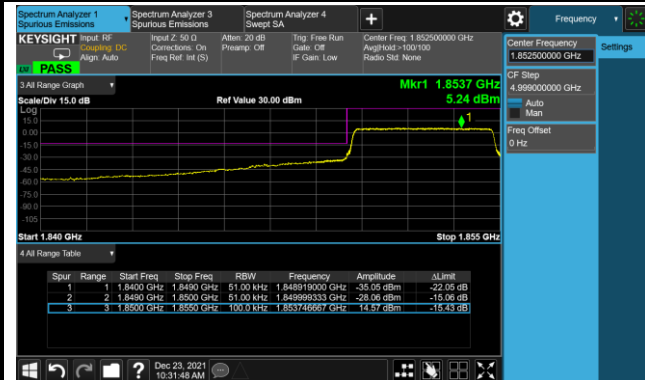 Spectrum Analyzer 1
Spurious Emissions
Spectrum Analyzer 3
Spurious Emissions
Spectrum Analyzer 4
Swept SA
Frequency
KEYSIGHT
Input: RF
Coupling: DC
Align: Auto
Input Z: 50 Ω
Corrections: On
Freq Ref: Int (S)
Atten: 20 dB
Preamp: Off
Trig: Free Run
Gate: Off
IF Gain: Low
Center Freq: 1.852500000 GHz
Avg|Hold:>100/100
Radio Std: None
PASS
Center Frequency
1.852500000 GHz
Settings
CF Step
4.999000000 GHz
Auto
Man
Freq Offset
0 Hz
3 All Range Graph
Mkr1 1.8537 GHz
Scale/Div 15.0 dB
Ref Value 30.00 dBm
5.24 dBm
Log
15.0
0.00
-15.0
-30.0
-45.0
-60.0
-75.0
-90.0
-105
1
Start 1.840 GHz
Stop 1.855 GHz
4 All Range Table
Spur Range Start Freq Stop Freq RBW Frequency Amplitude ΔLimit
1 1 1.8400 GHz 1.8490 GHz 51.00 kHz 1.848919000 GHz -35.05 dBm -22.05 dB
2 2 1.8490 GHz 1.8500 GHz 51.00 kHz 1.849999333 GHz -28.06 dBm -15.06 dB
3 3 1.8500 GHz 1.8550 GHz 100.0 kHz 1.853746667 GHz 14.57 dBm -15.43 dB
?
Dec 23, 2021
10:31:48 AM